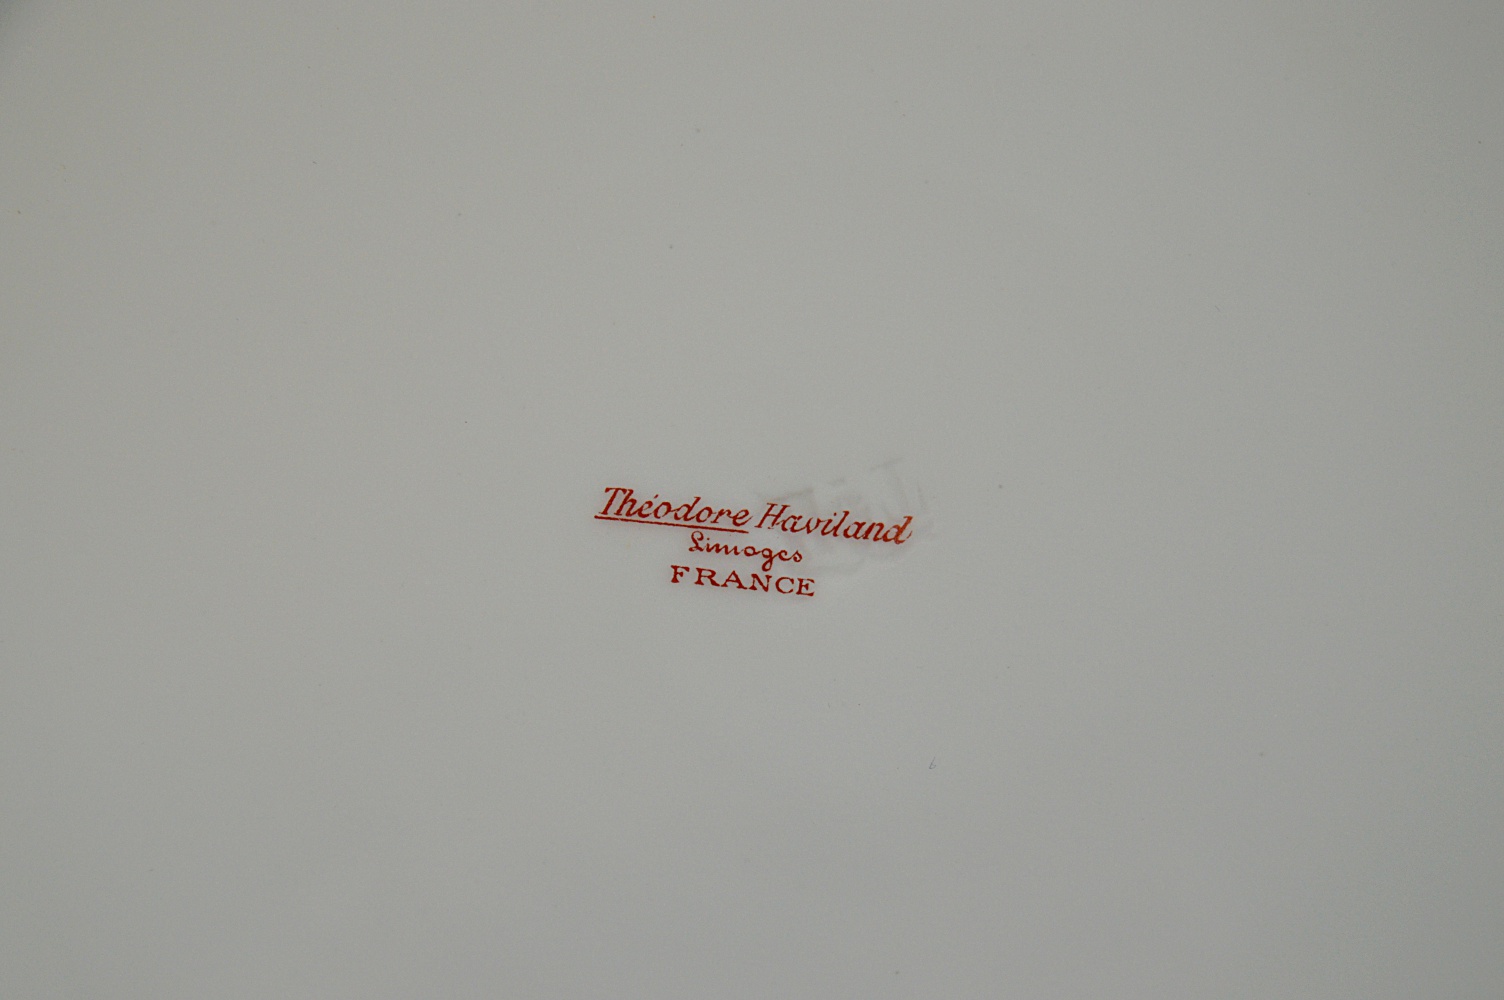 Théodore Haviland
Limoges
FRANCE